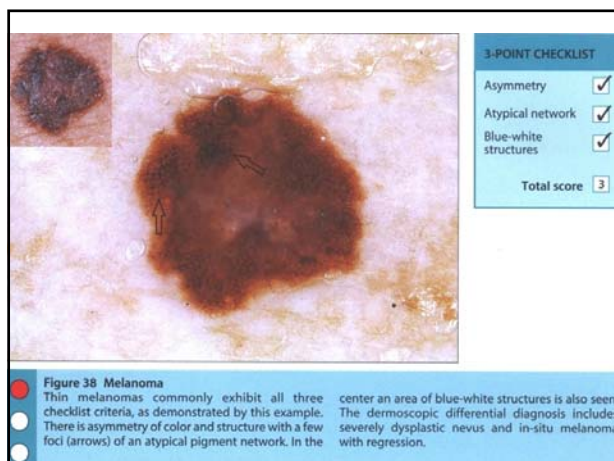 3-POINT CHECKLIST
Asymmetry
Atypical network
Blue-white
structures
Total score 3
Figure 38 Melanoma
Thin melanomas commonly exhibit all three
checklist criteria, as demonstrated by this example.
There is asymmetry of color and structure with a few
foci (arrows) of an atypical pigment network. In the
center an area of blue-white structures is also seen
The dermoscopic differential diagnosis include
severely dysplastic nevus and in-situ melanoma
with regression.